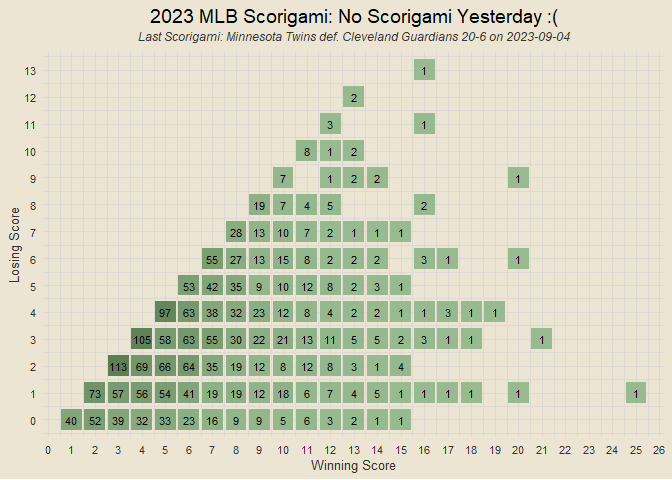 2023 MLB Scorigami: No Scorigami Yesterday :(
Last Scorigami: Minnesota Twins def. Cleveland Guardians 20-6 on 2023-09-04
13 1
12 2
11 3 1
10 8 1 2
9 7 1 2 2 1
8 19 7 4 5 2
7 28 13 10 7 2 1 1 1
6 55 27 13 15 8 2 2 2 3 1 1
5 53 42 35 9 10 12 8 2 3 1
4 97 63 38 32 23 12 8 4 2 2 1 1 3 1 1
3 105 58 63 55 30 22 21 13 11 5 5 2 3 1 1 1
2 113 69 66 64 35 19 12 8 12 8 3 1 4
1 73 57 56 54 41 19 19 12 18 6 7 4 5 1 1 1 1 1 1
0 40 52 39 32 33 23 16 9 9 5 6 3 2 1 1
0 1 2 3 4 5 6 7 8 9 10 11 12 13 14 15 16 17 18 19 20 21 22 23 24 25 26
Winning Score
Losing Score